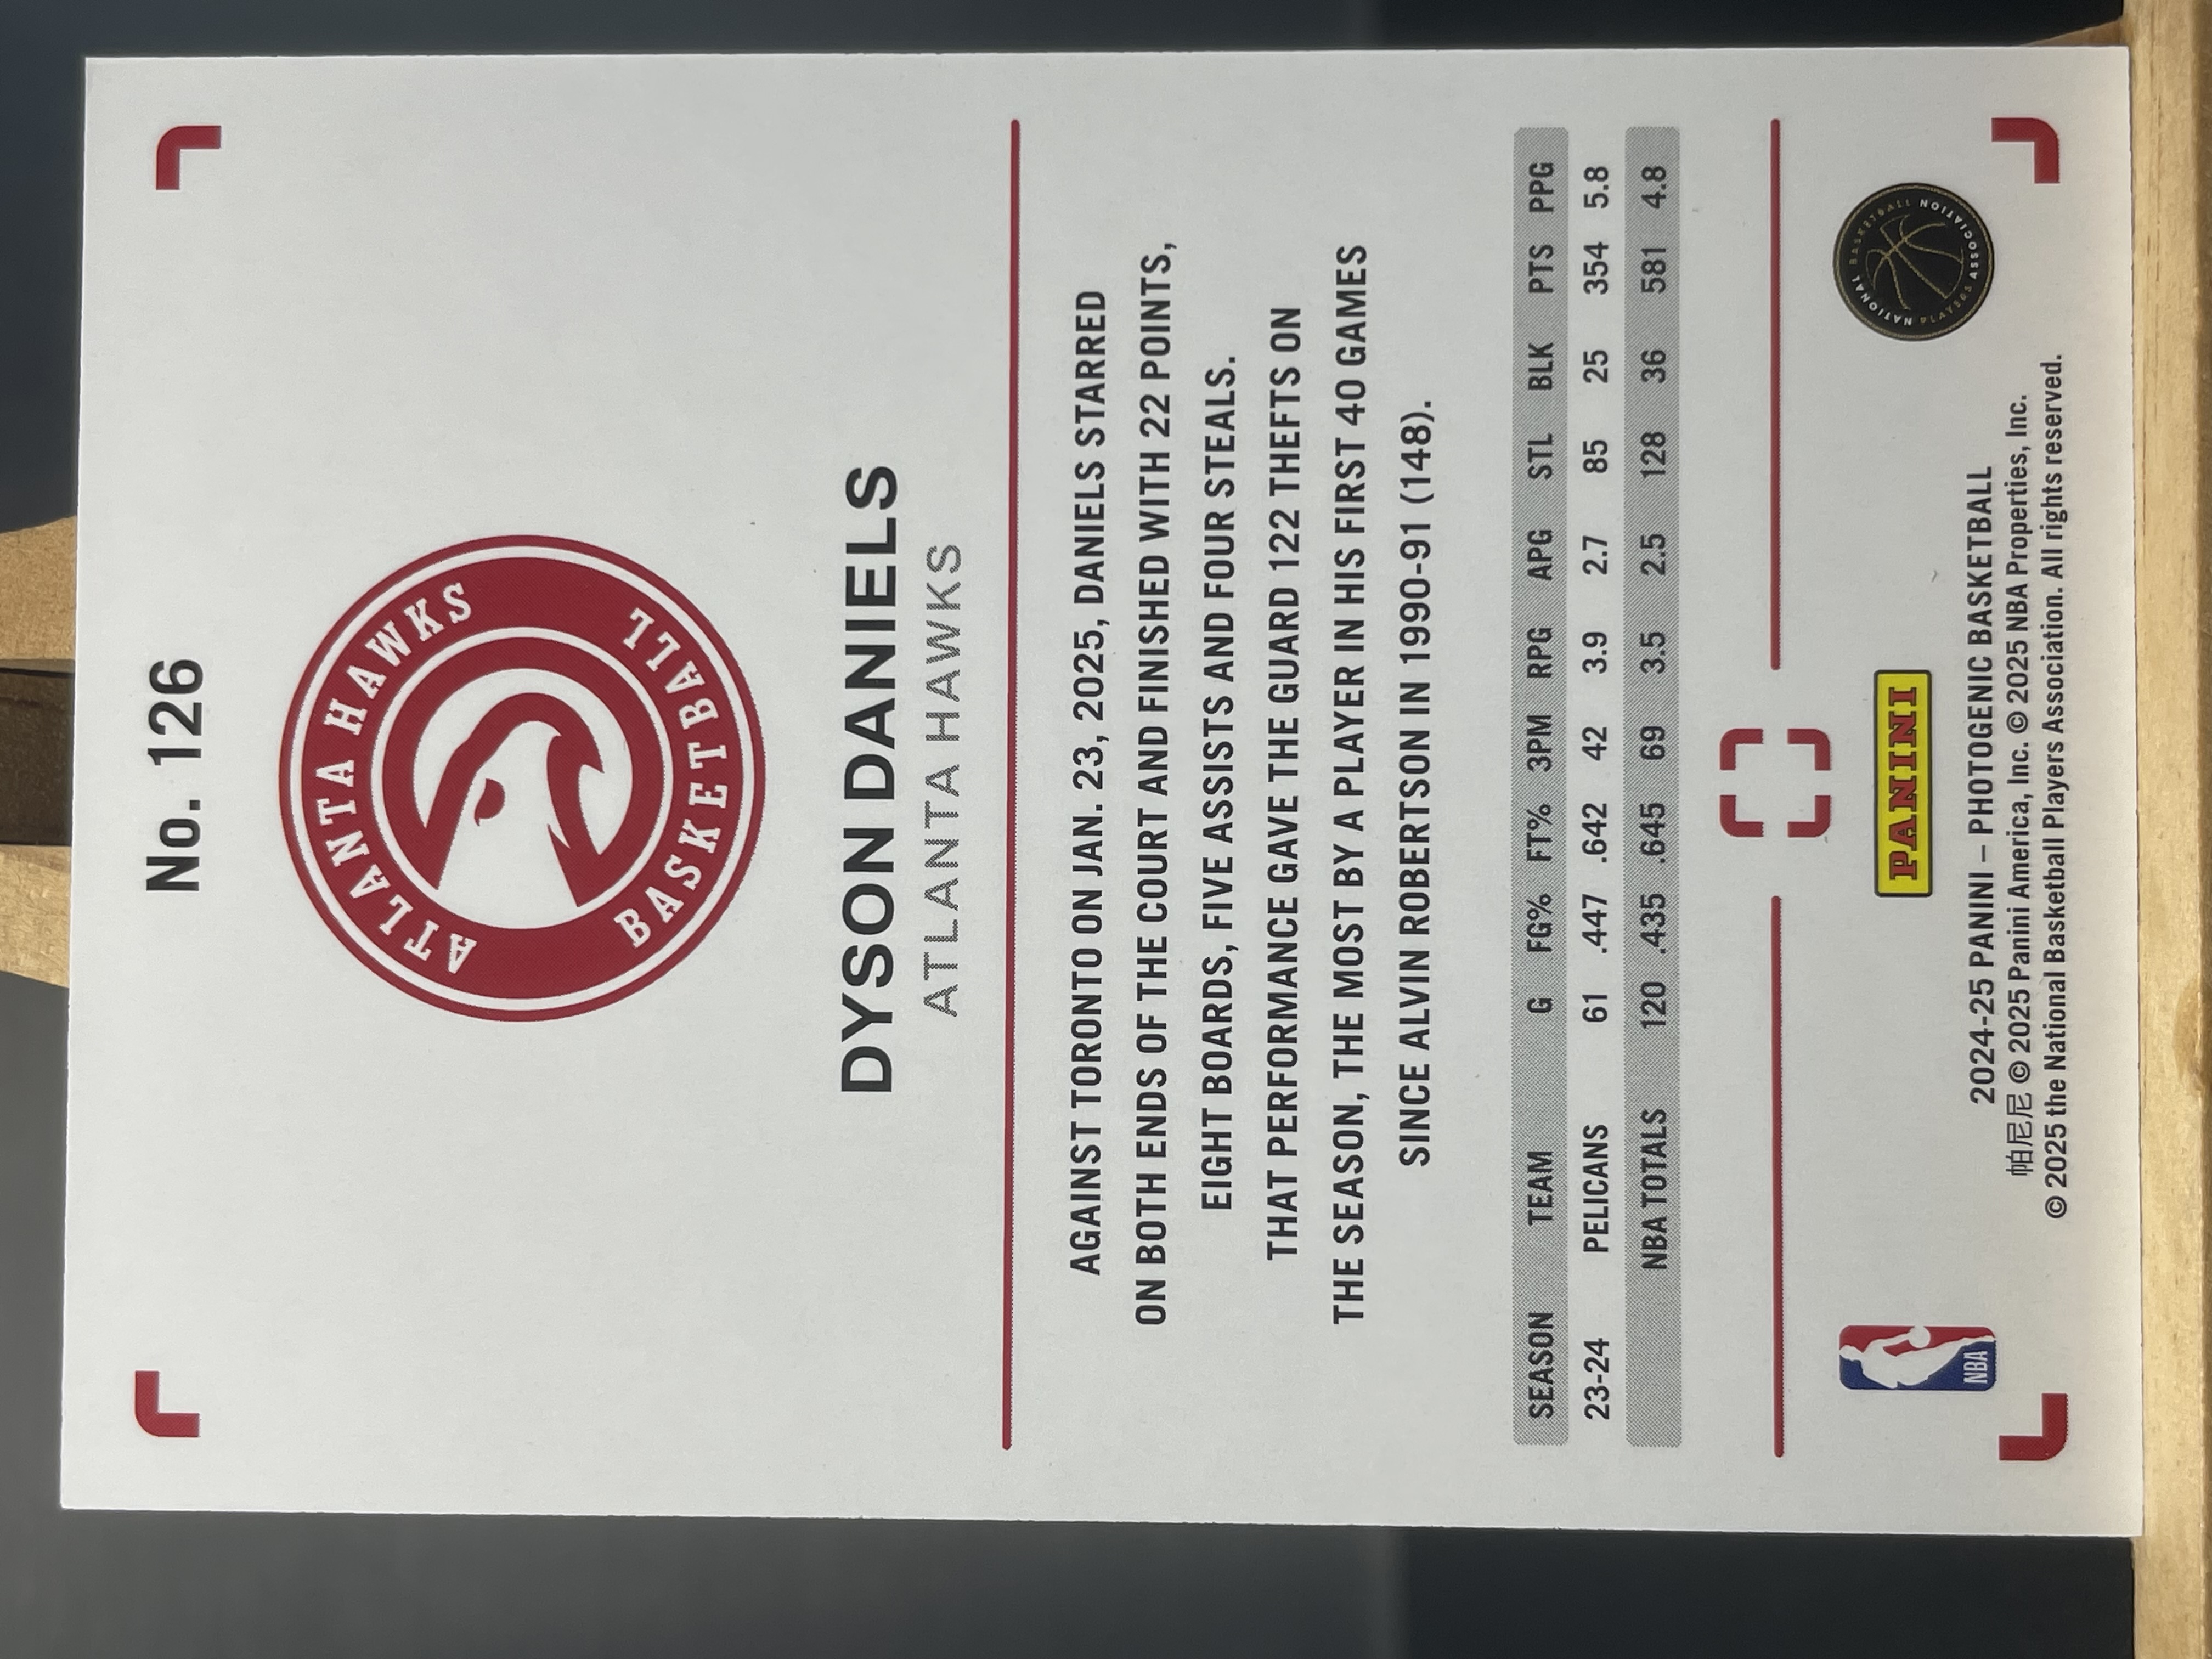 No. 126
ATLANTA HAWKS
BASKETBALL
DYSON DANIELS
ATLANTA HAWKS
AGAINST TORONTO ON JAN. 23, 2025, DANIELS STARRED
ON BOTH ENDS OF THE COURT AND FINISHED WITH 22 POINTS,
EIGHT BOARDS, FIVE ASSISTS AND FOUR STEALS.
THAT PERFORMANCE GAVE THE GUARD 122 THEFTS ON
THE SEASON, THE MOST BY A PLAYER IN HIS FIRST 40 GAMES
SINCE ALVIN ROBERTSON IN 1990-91 (148).
SEASON TEAM G FG% FT% 3PM RPG APG STL BLK PTS PPG
23-24 PELICANS 61 .447 .642 42 3.9 2.7 85 25 354 5.8
NBA TOTALS 120 .435 .645 69 3.5 2.5 128 36 581 4.8
NBA
PANINI
NATIONAL BASKETBALL
PLAYERS ASSOCIATION
2024-25 PANINI – PHOTOGENIC BASKETBALL
帕尼尼 © 2025 Panini America, Inc. © 2025 NBA Properties, Inc.
© 2025 the National Basketball Players Association. All rights reserved.